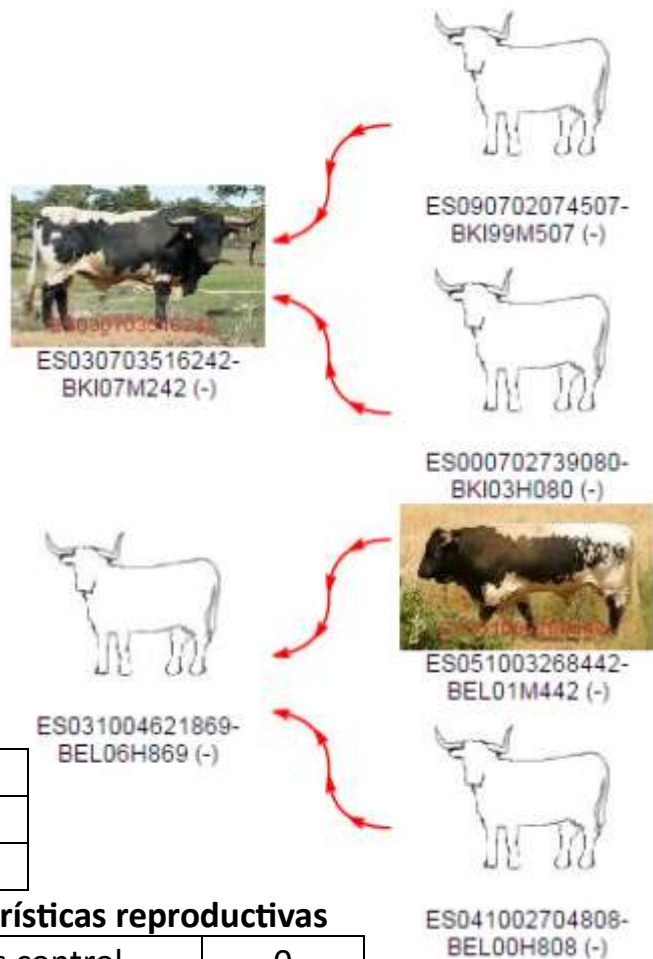 ES090702074507-
BKI99M507 (-)
ES030703516242-
BKI07M242 (-)
ES000702739080-
BKI03H080 (-)
ES051003268442-
BEL01M442 (-)
ES031004621869-
BEL06H869 (-)
rísticas reproductivas
control
0
ES041002704808-
BEL00H808 (-)